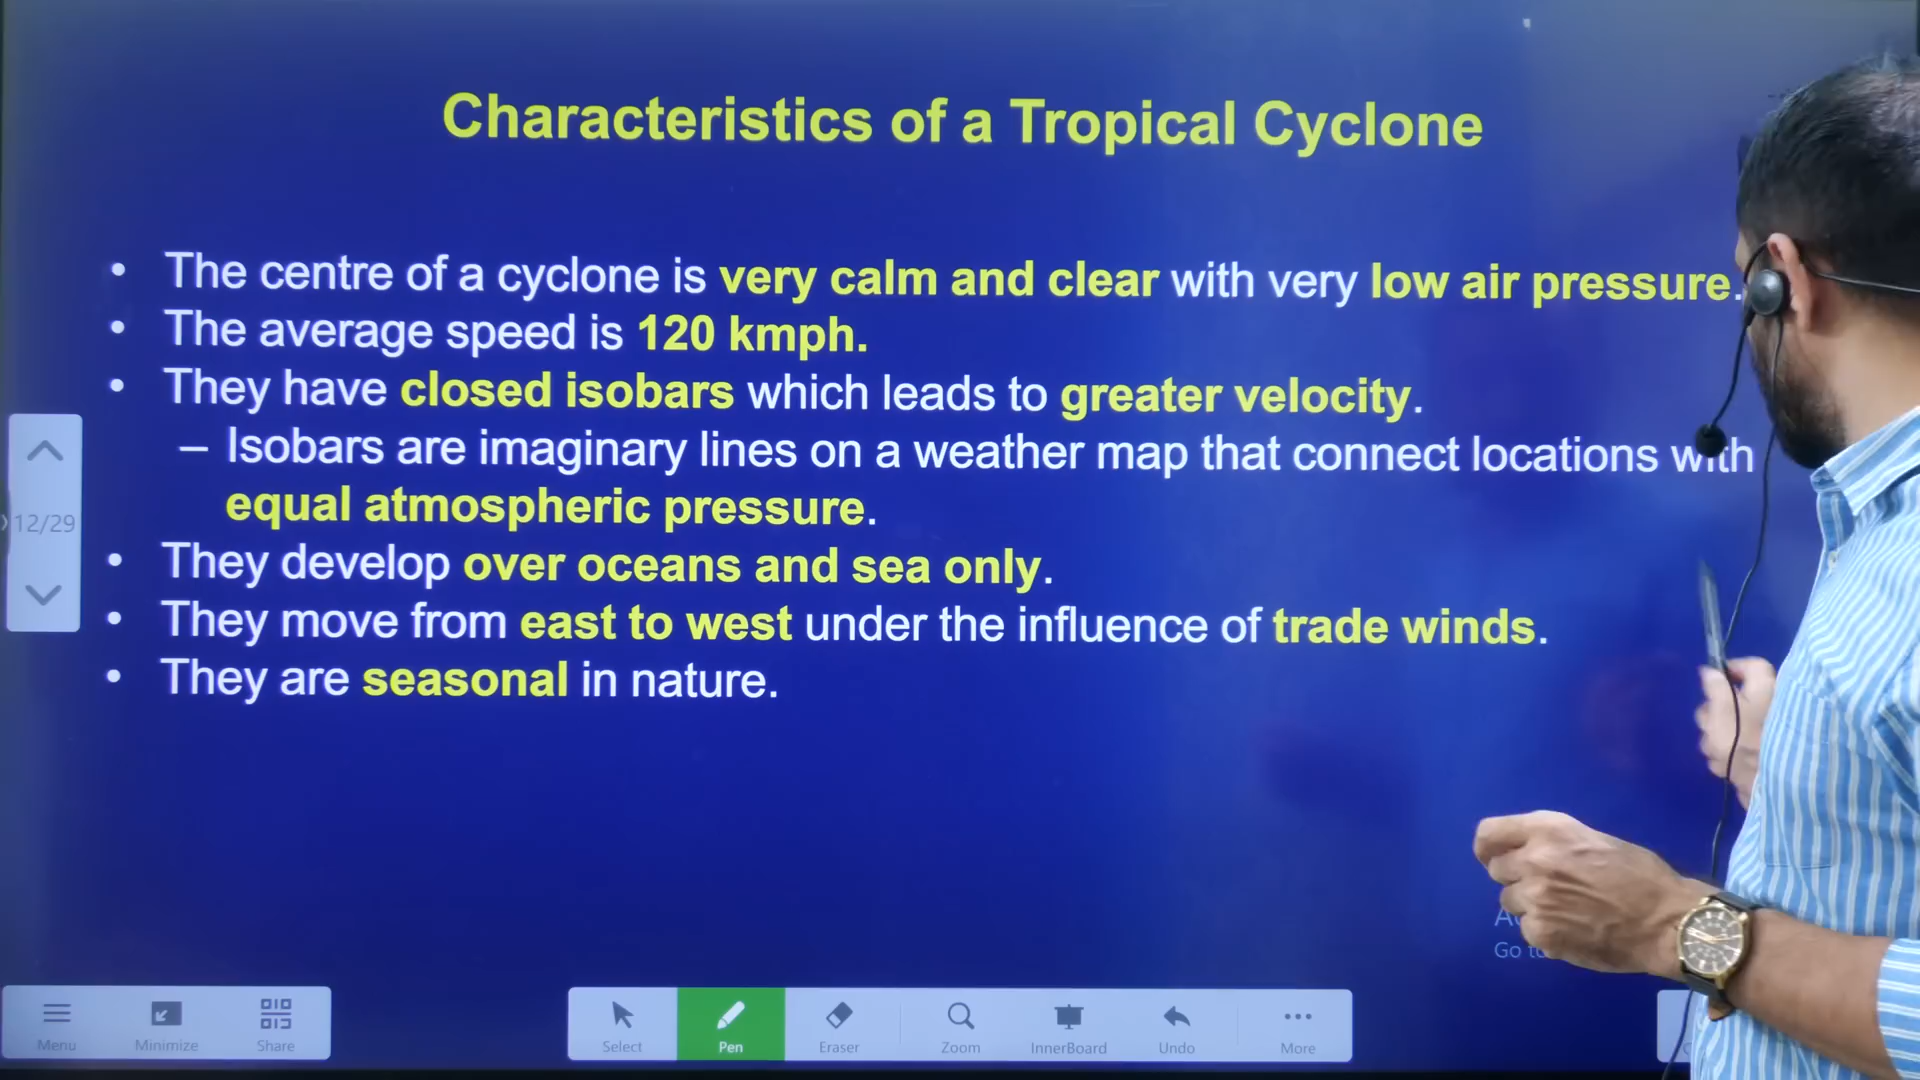 Characteristics of a Tropical Cyclone
• The centre of a cyclone is very calm and clear with very low air pressure.
• The average speed is 120 kmph.
• They have closed isobars which leads to greater velocity.
– Isobars are imaginary lines on a weather map that connect locations with
equal atmospheric pressure.
• They develop over oceans and sea only.
• They move from east to west under the influence of trade winds.
• They are seasonal in nature.
12/29
Go to
Menu Minimize Share Select Pen Eraser Zoom InnerBoard Undo More